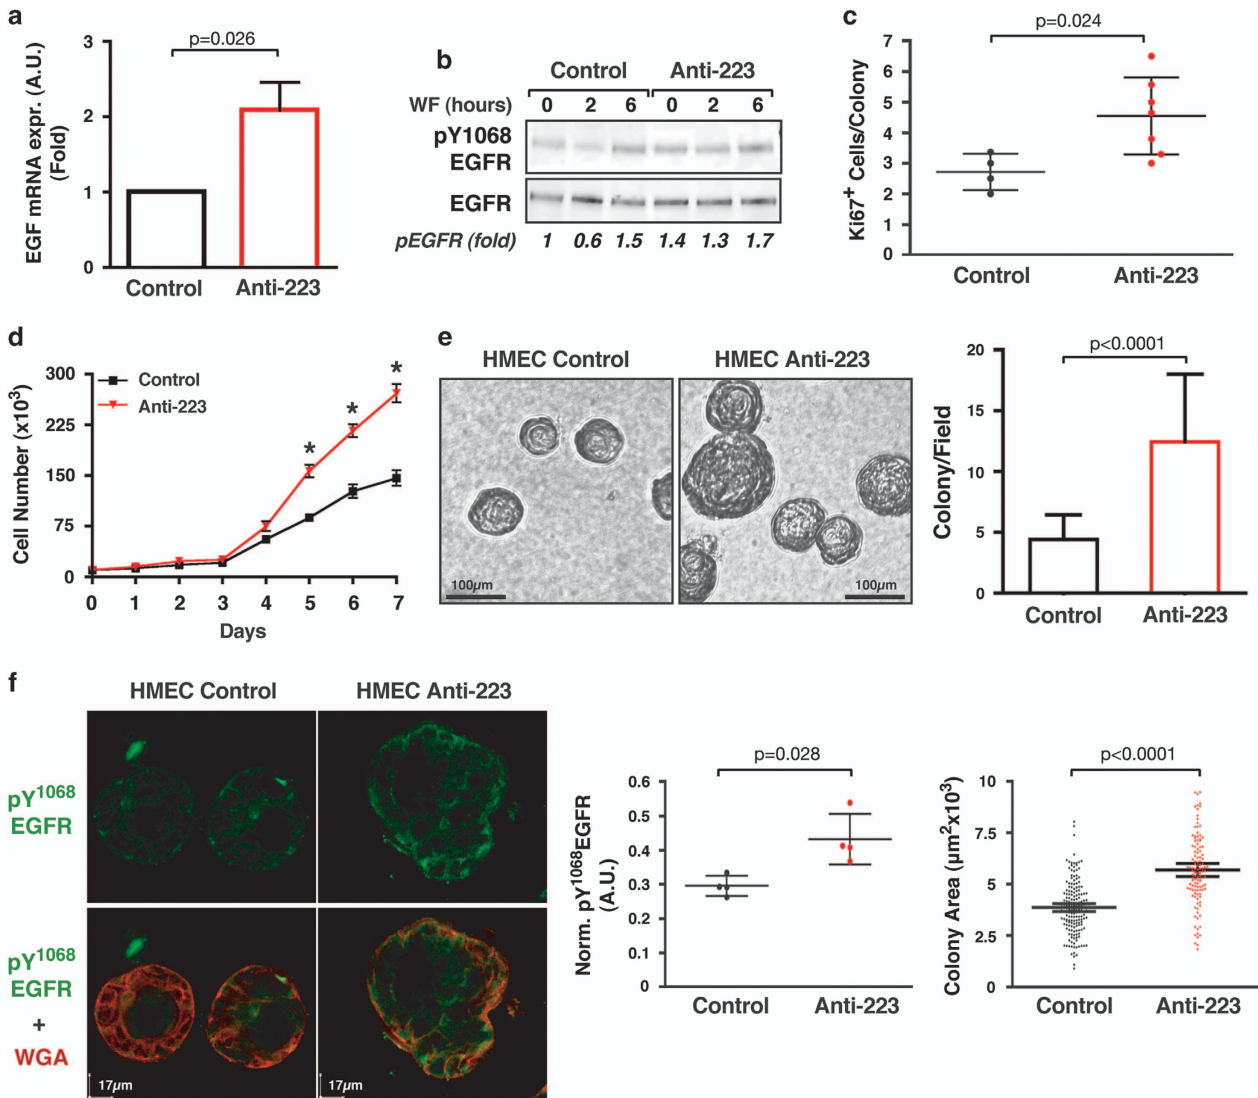 a
EGF mRNA expr. (A.U.)
(Fold)
3
2
1
0
p=0.026
Control
Anti-223
b
Control
Anti-223
WF (hours)
0 2 6 0 2 6
pY1068
EGFR
EGFR
pEGFR (fold) 1 0.6 1.5 1.4 1.3 1.7
c
p=0.024
Ki67+ Cells/Colony
7
6
5
4
3
2
1
0
Control
Anti-223
d
Cell Number (x10³)
300
225
150
75
0
Control
Anti-223
* * *
0 1 2 3 4 5 6 7
Days
e
HMEC Control
HMEC Anti-223
100µm
100µm
Colony/Field
20
15
10
5
0
p<0.0001
Control
Anti-223
f
HMEC Control
HMEC Anti-223
pY¹⁰⁶⁸
EGFR
pY¹⁰⁶⁸
EGFR
+
WGA
17µm
17µm
Norm. pY¹⁰⁶⁸EGFR
(A.U.)
0.6
0.5
0.4
0.3
0.2
0.1
0
p=0.028
Control
Anti-223
Colony Area (µm²x10³)
10
7.5
5
2.5
0
p<0.0001
Control
Anti-223